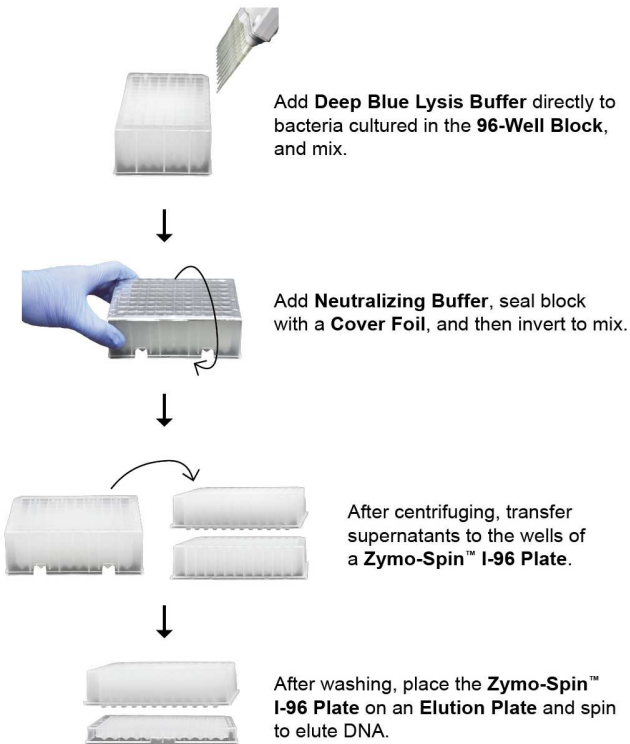 Add Deep Blue Lysis Buffer directly to
bacteria cultured in the 96-Well Block,
and mix.
Add Neutralizing Buffer, seal block
with a Cover Foil, and then invert to mix.
After centrifuging, transfer
supernatants to the wells of
a Zymo-Spin™ I-96 Plate.
After washing, place the Zymo-Spin™
I-96 Plate on an Elution Plate and spin
to elute DNA.